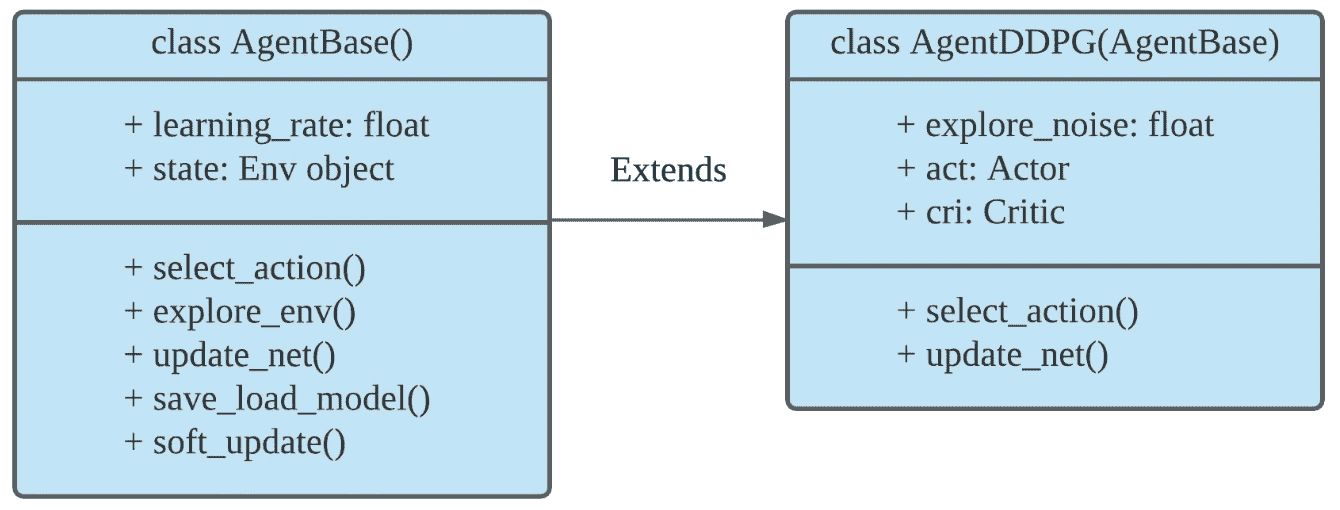 class AgentBase()
+ learning_rate: float
+ state: Env object
+ select_action()
+ explore_env()
+ update_net()
+ save_load_model()
+ soft_update()
Extends
class AgentDDPG(AgentBase)
+ explore_noise: float
+ act: Actor
+ cri: Critic
+ select_action()
+ update_net()